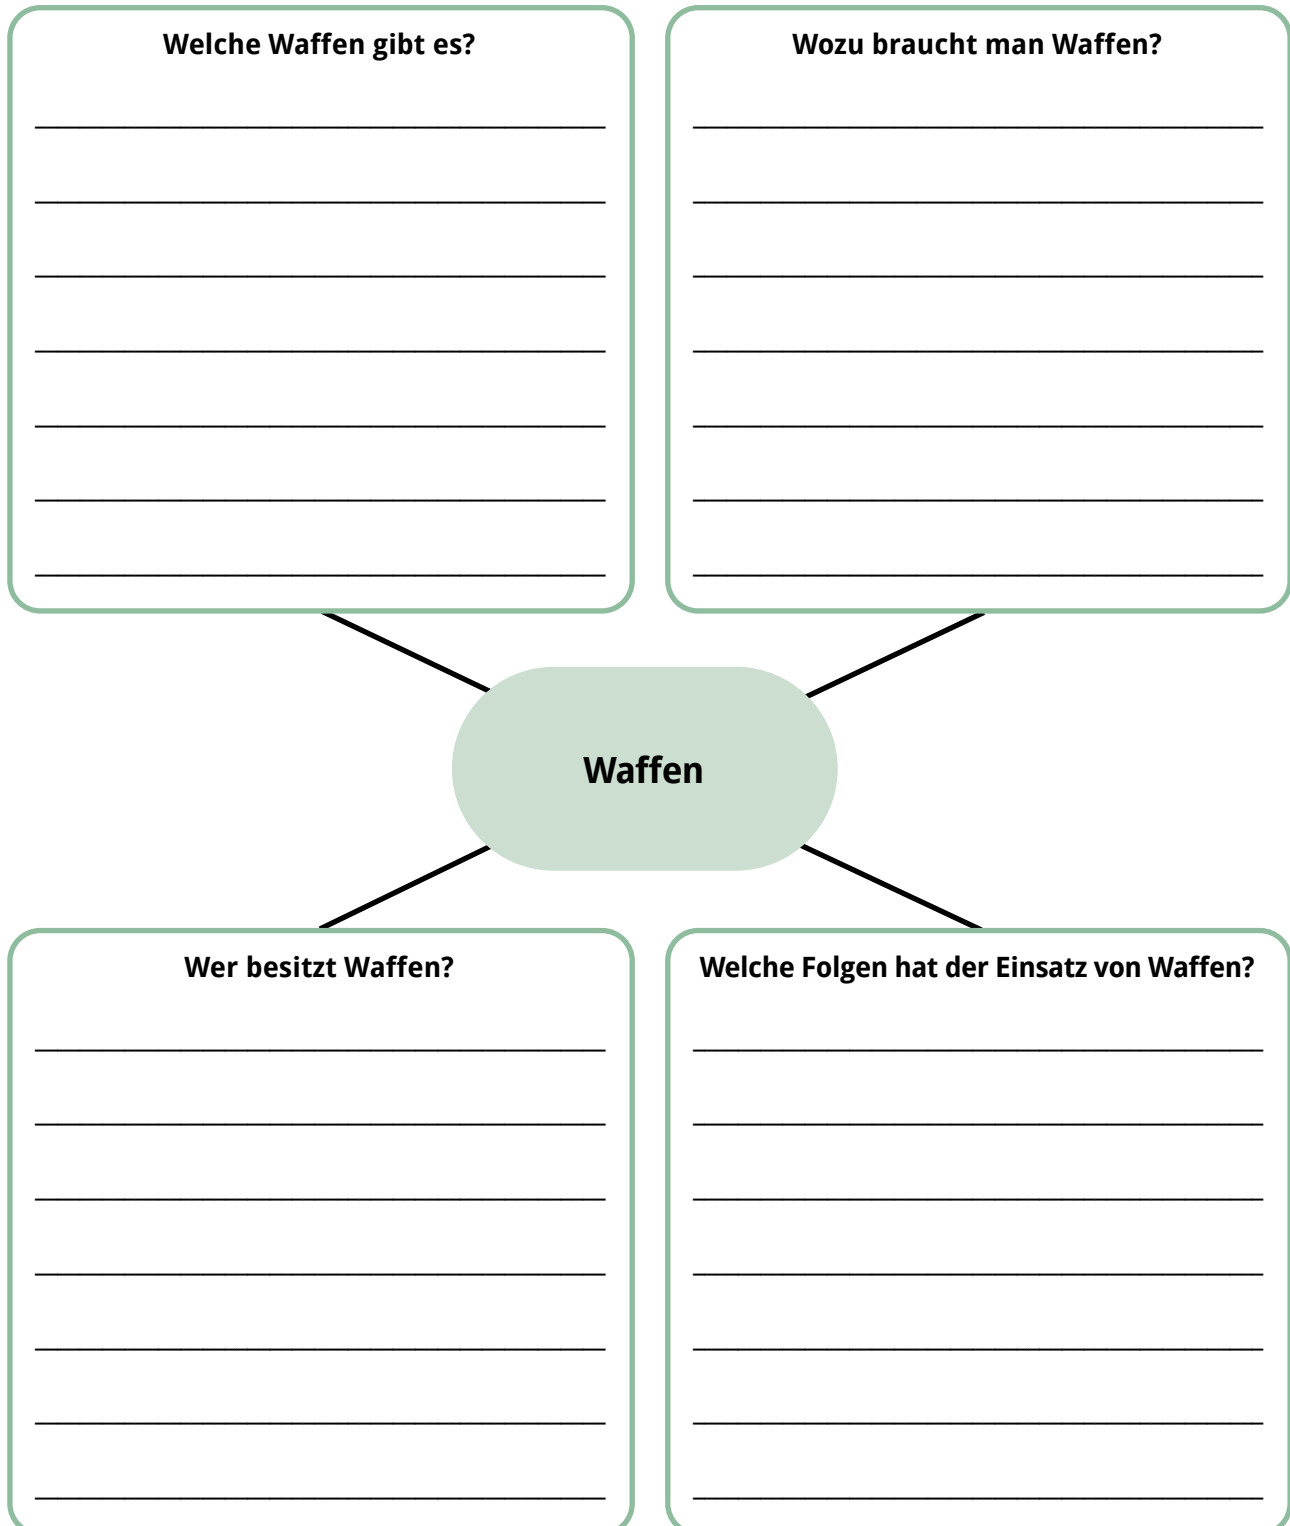 Welche Waffen gibt es?
Wozu braucht man Waffen?
Waffen
Wer besitzt Waffen?
Welche Folgen hat der Einsatz von Waffen?